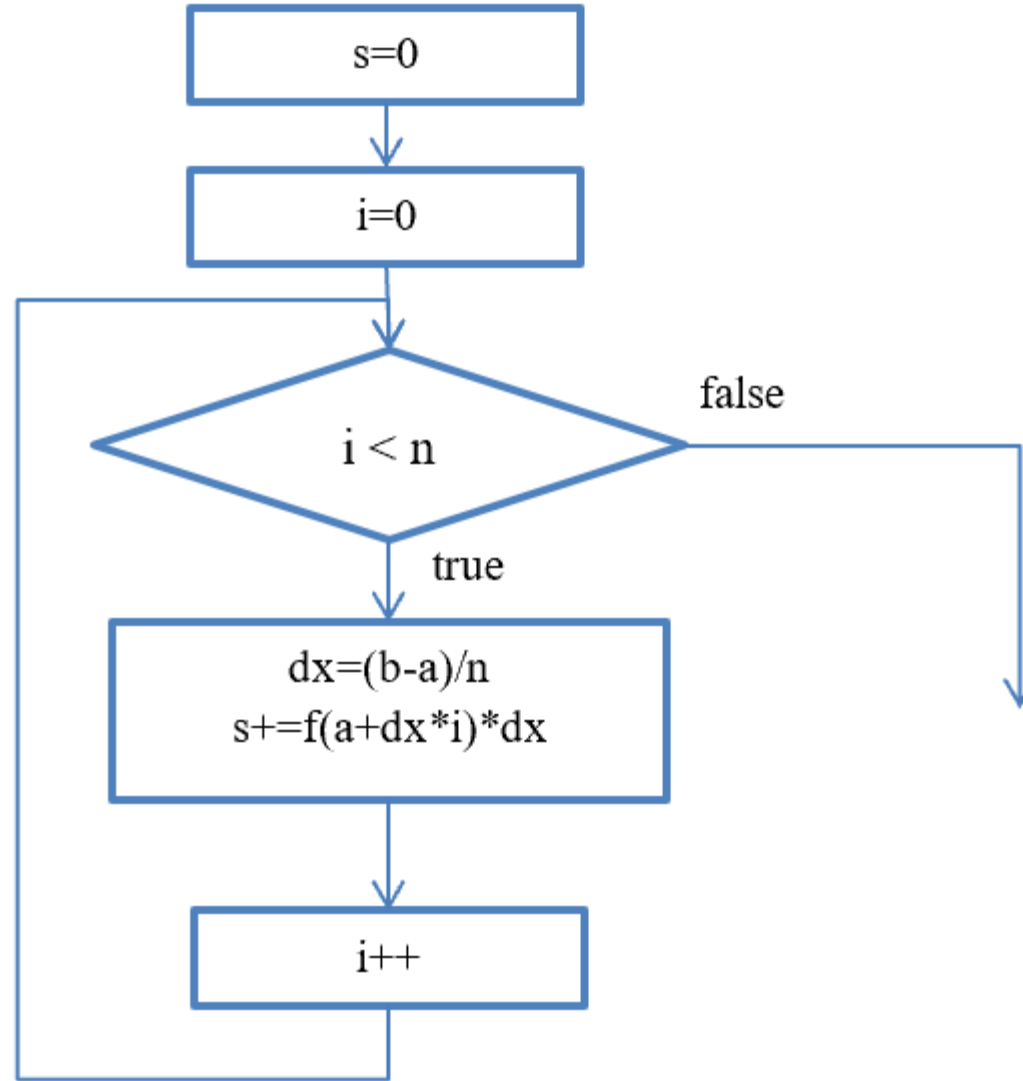 s=0
i=0
false
i < n
true
dx=(b-a)/n
s+=f(a+dx*i)*dx
i++